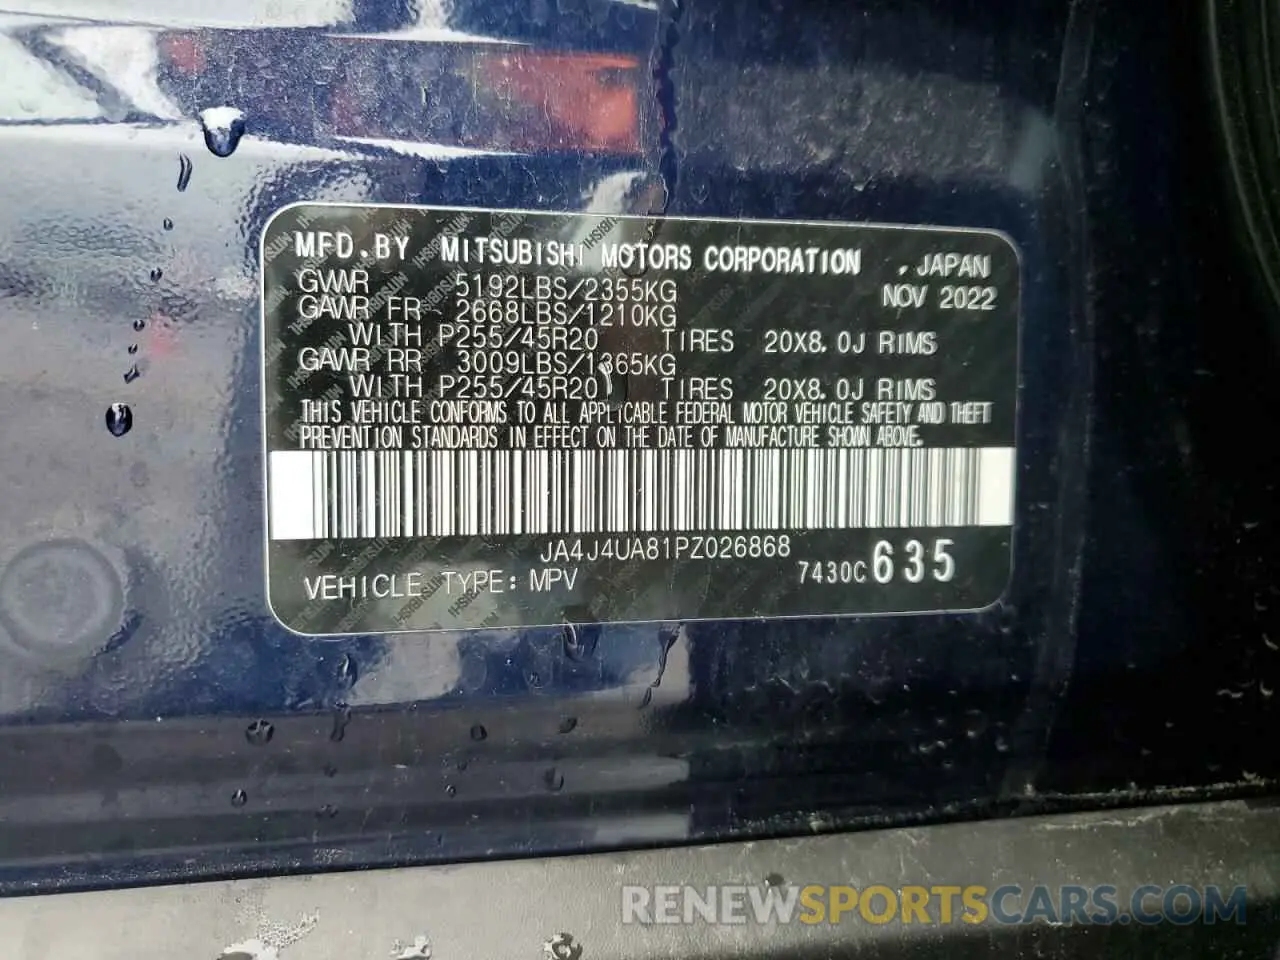 MFD. BY MITSUBISHI MOTORS CORPORATION , JAPAN
GVWR 5192LBS/2355KG NOV 2022
GAWR FR 2668LBS/1210KG
WITH P255/45R20 TIRES 20X8.0J RIMS
GAWR RR 3009LBS/1365KG
WITH P255/45R20 TIRES 20X8.0J RIMS
THIS VEHICLE CONFORMS TO ALL APPLICABLE FEDERAL MOTOR VEHICLE SAFETY AND THEFT
PREVENTION STANDARDS IN EFFECT ON THE DATE OF MANUFACTURE SHOWN ABOVE.
JA4J4UA81PZ026868
VEHICLE TYPE: MPV 7430C 635
RENEWSPORTSCARS.COM